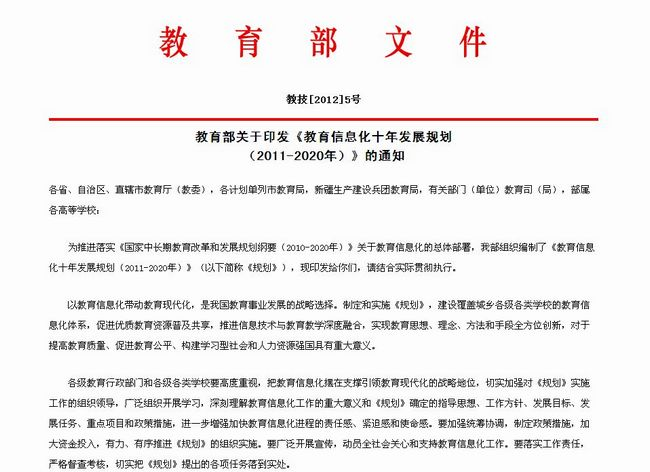 教育部文件
教技[2012]5号
教育部关于印发《教育信息化十年发展规划
（2011-2020年）》的通知
各省、自治区、直辖市教育厅（教委），各计划单列市教育局，新疆生产建设兵团教育局，有关部门（单位）教育司（局），部属
各高等学校：
为推进落实《国家中长期教育改革和发展规划纲要（2010-2020年）》关于教育信息化的总体部署，我部组织编制了《教育信息
化十年发展规划（2011-2020年）》（以下简称《规划》），现印发给你们，请结合实际贯彻执行。
以教育信息化带动教育现代化，是我国教育事业发展的战略选择。制定和实施《规划》，建设覆盖城乡各级各类学校的教育信
息化体系，促进优质教育资源普及共享，推进信息技术与教育教学深度融合，实现教育思想、理念、方法和手段全方位创新，对于
提高教育质量、促进教育公平、构建学习型社会和人力资源强国具有重大意义。
各级教育行政部门和各级各类学校要高度重视，把教育信息化摆在支撑引领教育现代化的战略地位，切实加强对《规划》实施
工作的组织领导，广泛组织开展学习，深刻理解教育信息化工作的重大意义和《规划》确定的指导思想、工作方针、发展目标、发
展任务、重点项目和政策措施，进一步增强加快教育信息化进程的责任感、紧迫感和使命感。要加强统筹协调，制定政策措施，加
大资金投入，有力、有序推进《规划》的组织实施。要广泛开展宣传，动员全社会关心和支持教育信息化工作。要落实工作责任，
严格督查考核，切实把《规划》提出的各项任务落到实处。